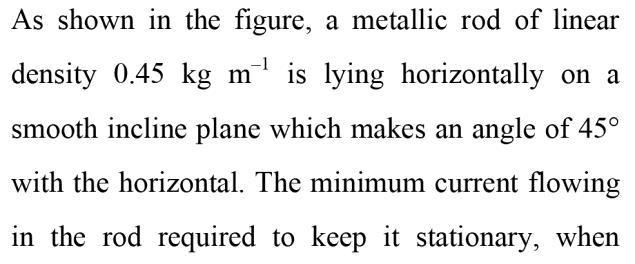 As shown in the figure, a metallic rod of linear
density 0.45 kg m⁻¹ is lying horizontally on a
smooth incline plane which makes an angle of 45°
with the horizontal. The minimum current flowing
in the rod required to keep it stationary, when